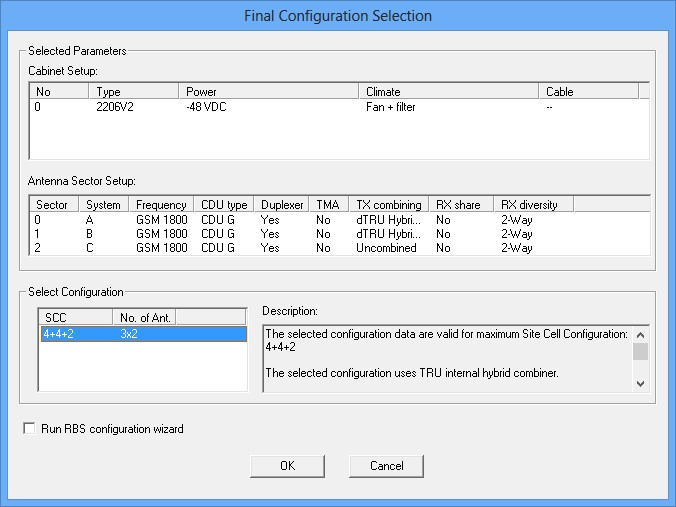 Final Configuration Selection
Selected Parameters
Cabinet Setup:
No Type Power Climate Cable
0 2206V2 -48 VDC Fan + filter --
Antenna Sector Setup:
Sector System Frequency CDU type Duplexer TMA TX combining RX share RX diversity
0 A GSM 1800 CDU G Yes No dTRU Hybri... No 2-Way
1 B GSM 1800 CDU G Yes No dTRU Hybri... No 2-Way
2 C GSM 1800 CDU G Yes No Uncombined No 2-Way
Select Configuration
SCC No. of Ant.
4+4+2 3x2
Description:
The selected configuration data are valid for maximum Site Cell Configuration:
4+4+2
The selected configuration uses TRU internal hybrid combiner.
Run RBS configuration wizard
OK Cancel